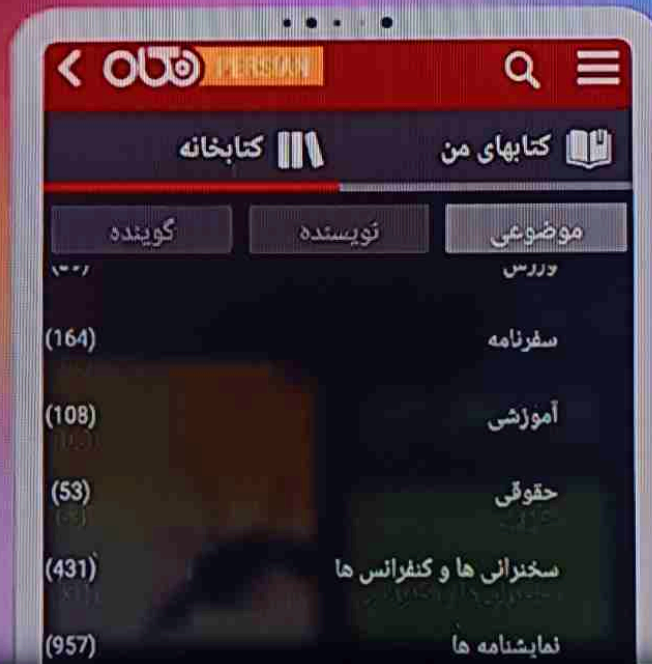 PERSIAN
کتابهای من کتابخانه
موضوعی نویسنده گوینده
ورزش
سفرنامه (164)
آموزشی (108)
حقوقی (53)
سخنرانی ها و کنفرانس ها (431)
نمایشنامه ها (957)